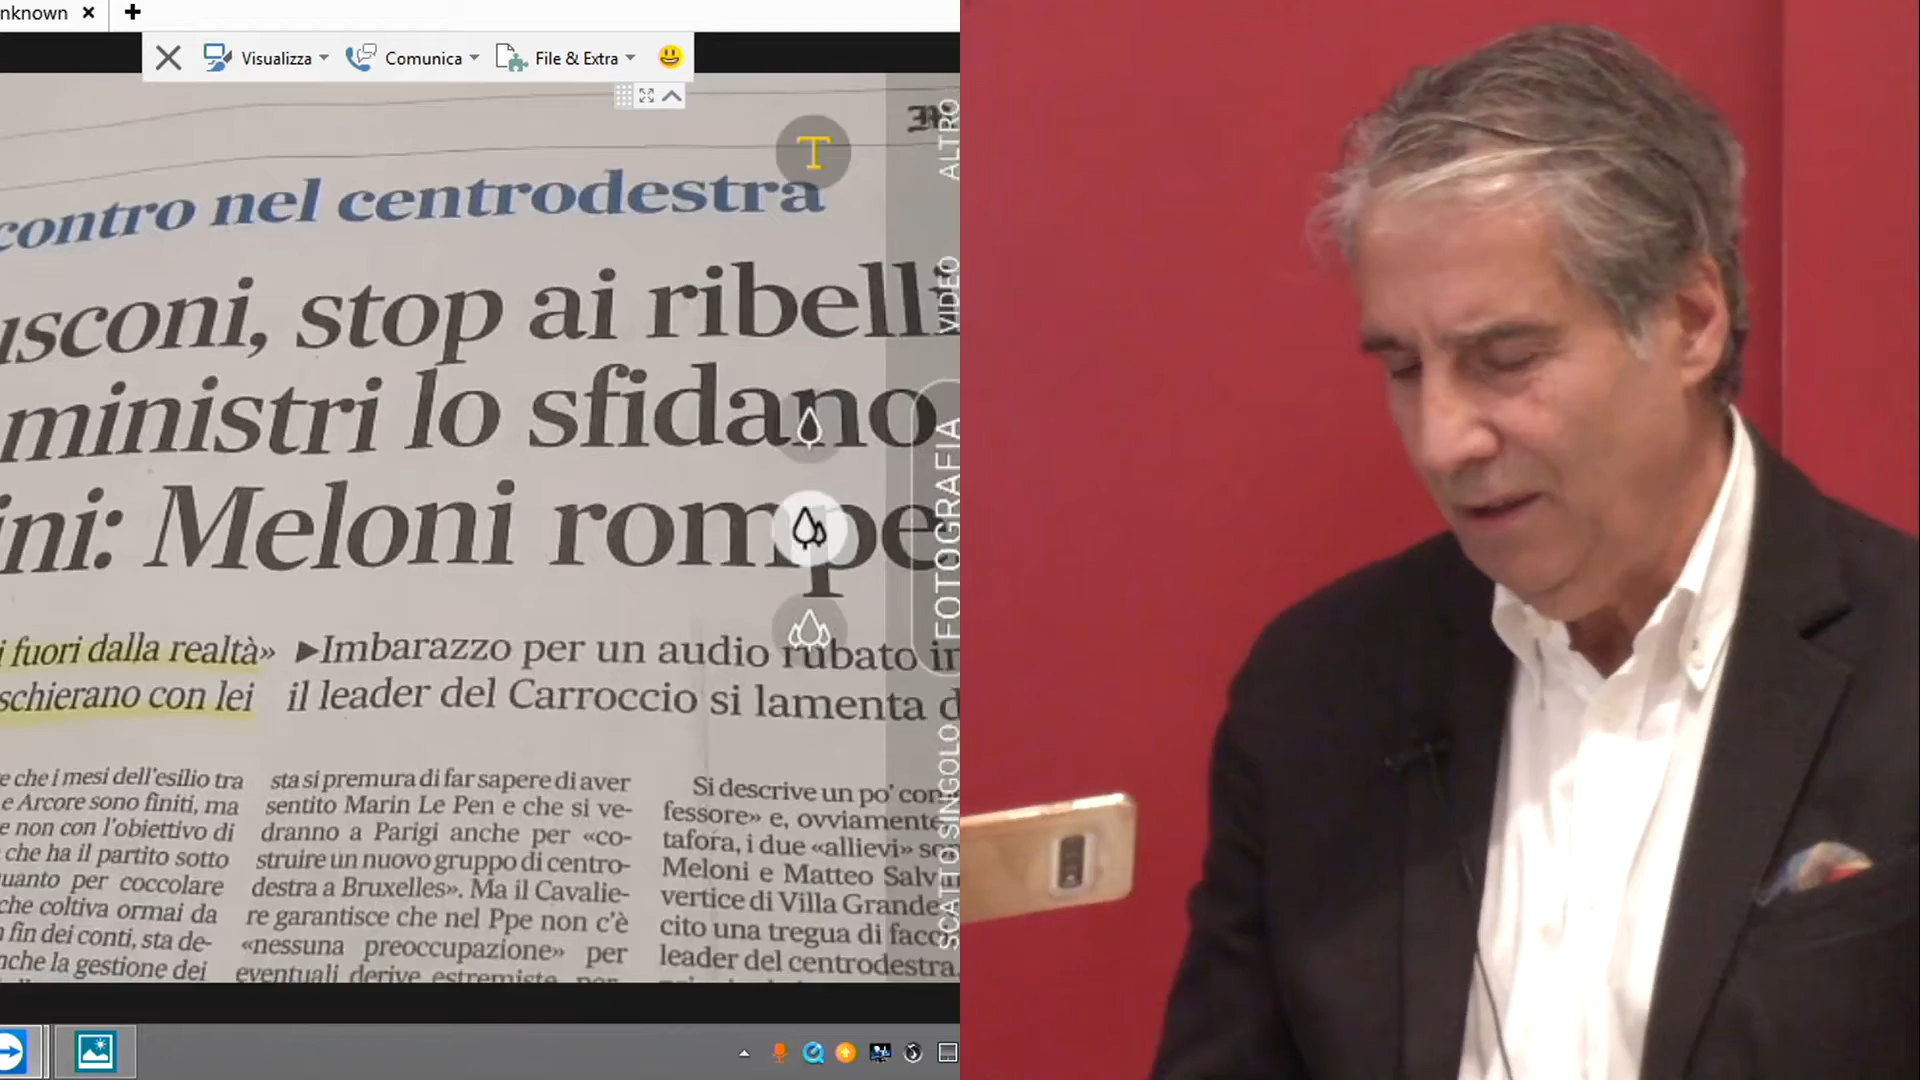 nknown
Visualizza
Comunica
File & Extra
T
ALTRO
VIDEO
FOTOGRAFIA
SCATTO SINGOLO
contro nel centrodestra
usconi, stop ai ribelli
ministri lo sfidano
ini: Meloni rompe
i fuori dalla realtà»
schierano con lei
►Imbarazzo per un audio rubato in
il leader del Carroccio si lamenta d
e che i mesi dell'esilio tra
e Arcore sono finiti, ma
e non con l'obiettivo di
che ha il partito sotto
uanto per coccolare
che coltiva ormai da
n fin dei conti, sta de-
nche la gestione dei
sta si premura di far sapere di aver
sentito Marin Le Pen e che si ve-
dranno a Parigi anche per «co-
struire un nuovo gruppo di centro-
destra a Bruxelles». Ma il Cavalie-
re garantisce che nel Ppe non c'è
«nessuna preoccupazione» per
eventuali derive estremiste, per-
Si descrive un po' con
fessore» e, ovviamente
tafora, i due «allievi» son
Meloni e Matteo Salvin
vertice di Villa Grande
cito una tregua di facc
leader del centrodestra.